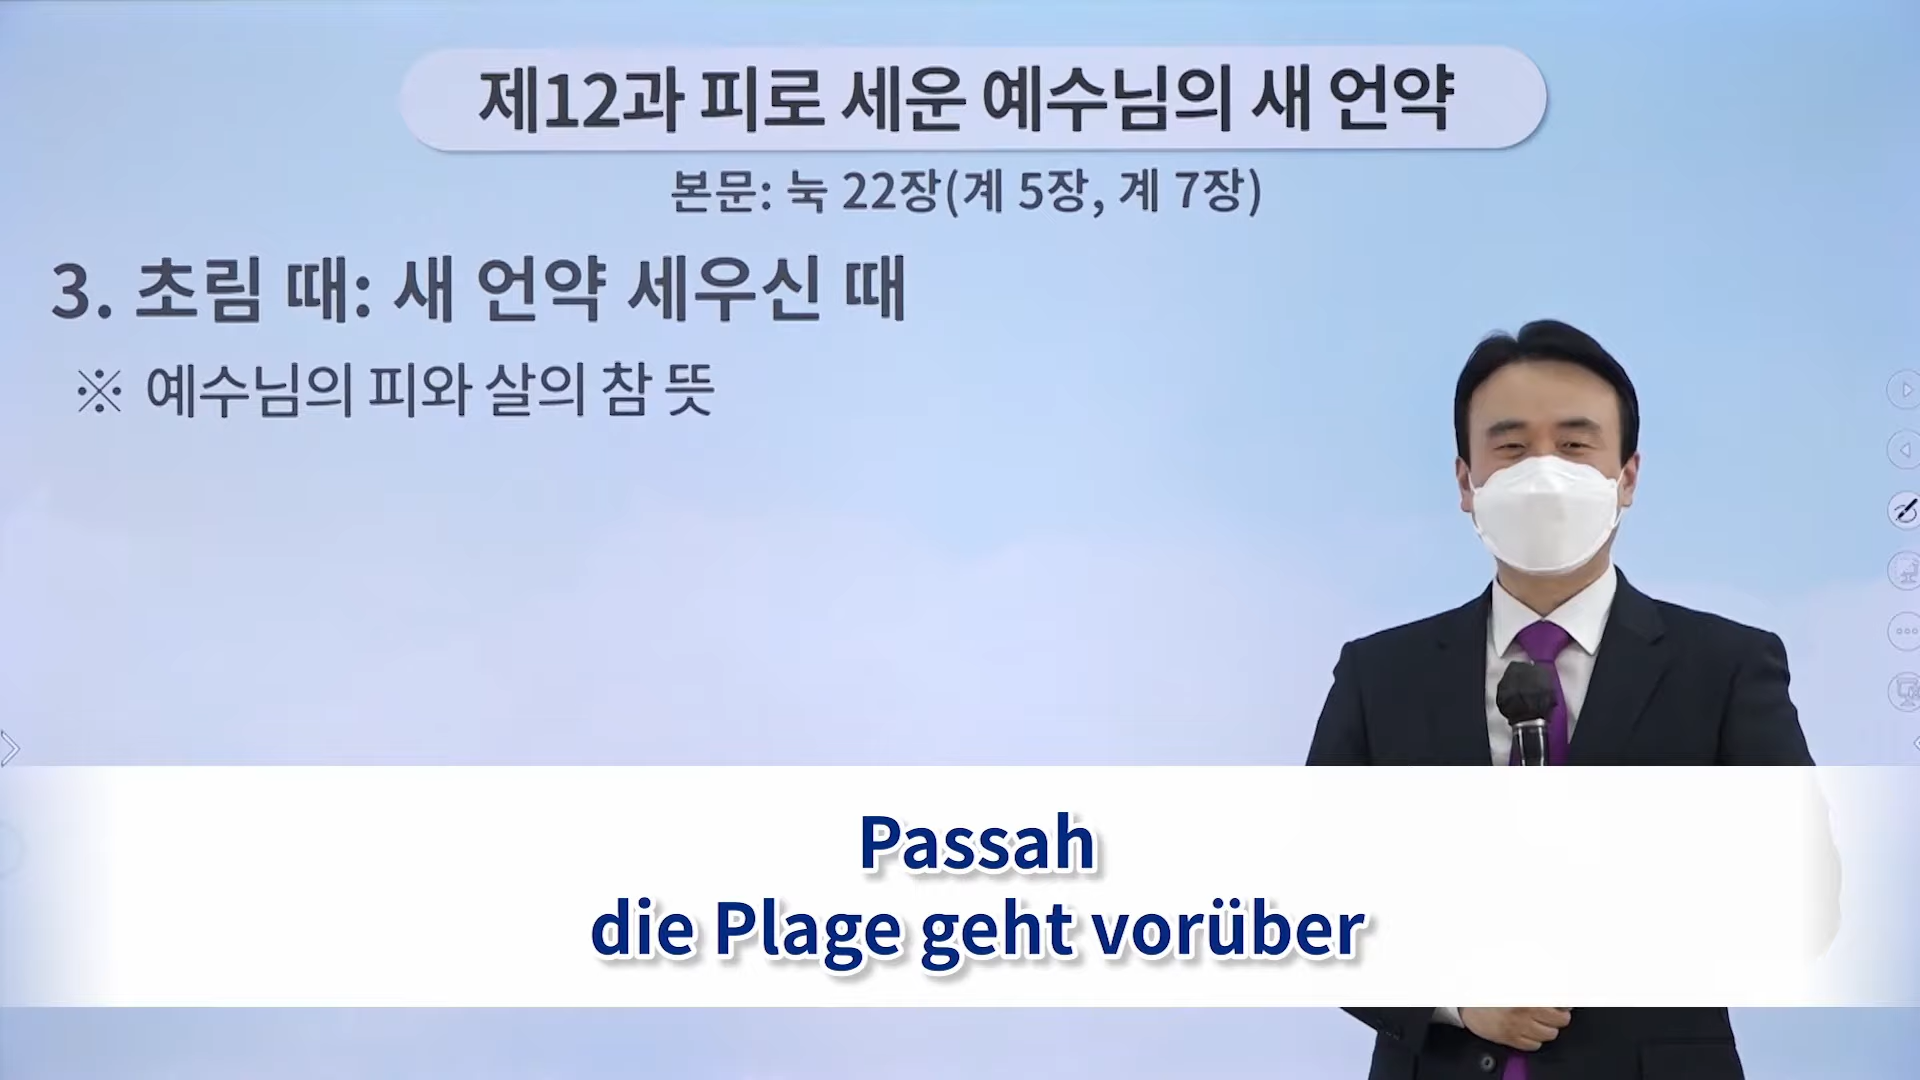 제12과 피로 세운 예수님의 새 언약
본문: 눅 22장(계 5장, 계 7장)
3. 초림 때: 새 언약 세우신 때
※ 예수님의 피와 살의 참 뜻
Passah
die Plage geht vorüber